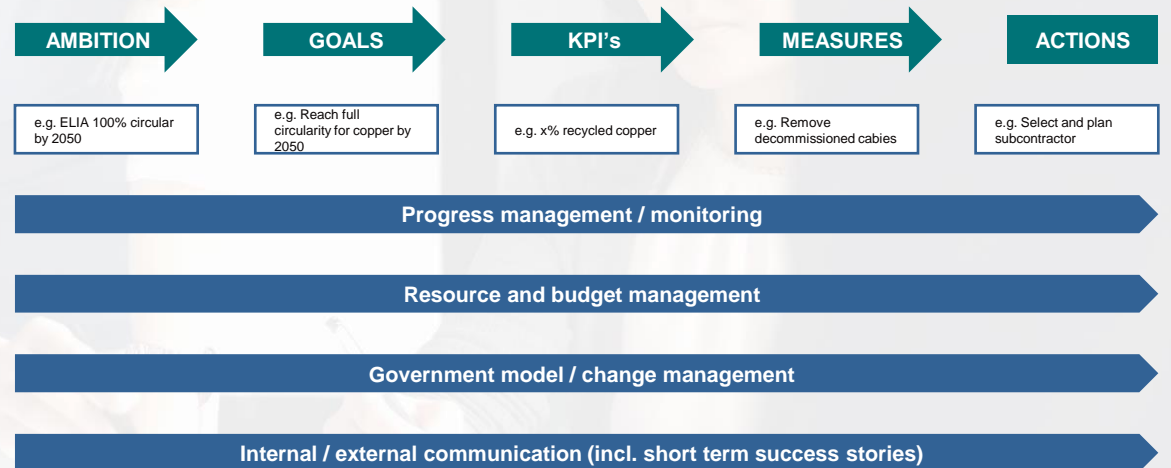 AMBITION
GOALS
KPI's
MEASURES
ACTIONS
e.g. ELIA 100% circular
by 2050
e.g. Reach full
circularity for copper by
2050
e.g. x% recycled copper
e.g. Remove
decommissioned cabies
e.g. Select and plan
subcontractor
Progress management / monitoring
Resource and budget management
Government model / change management
Internal / external communication (incl. short term success stories)